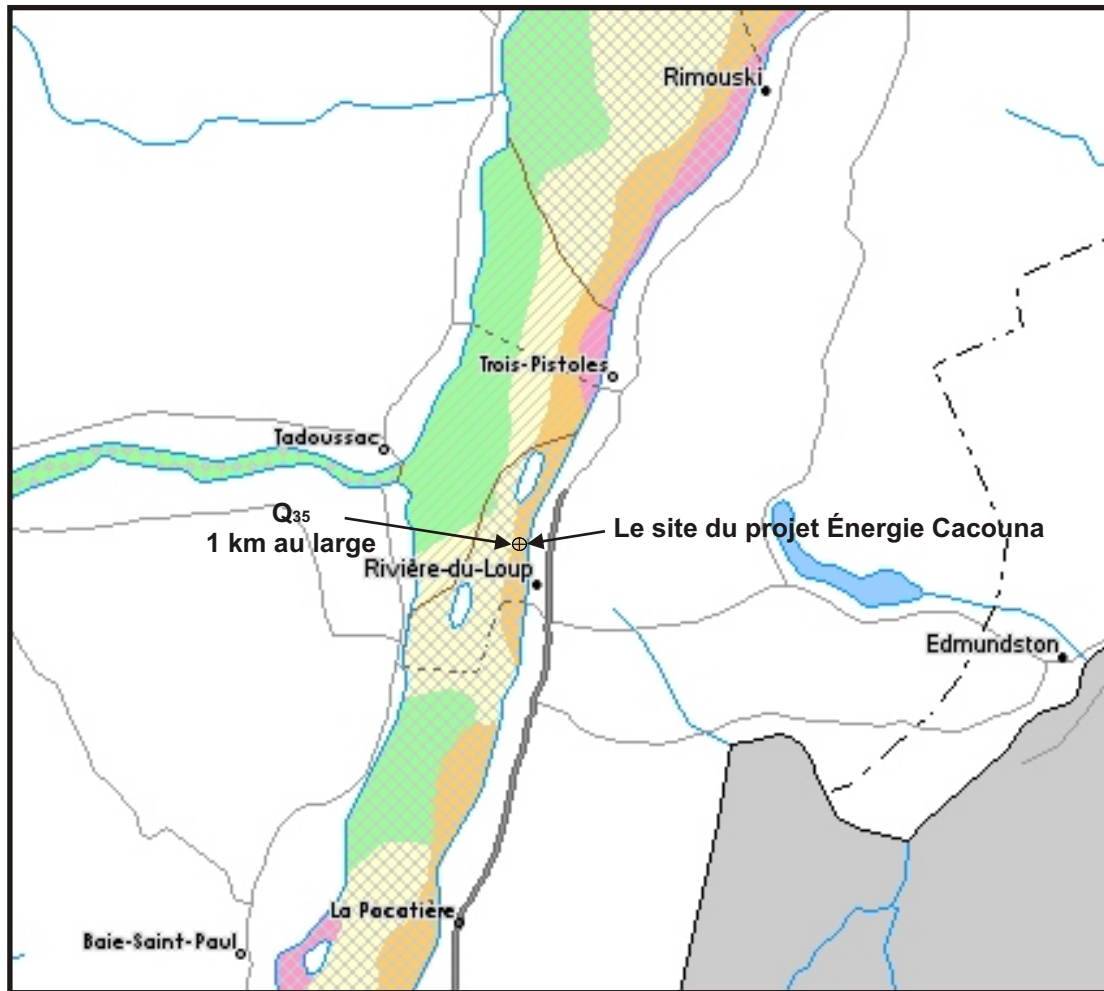 Rimouski
Trois-Pistoles
Tadoussac
Q₃₅
1 km au large
Le site du projet Énergie Cacouna
Rivière-du-Loup
Edmundston
La Pocatière
Baie-Saint-Paul